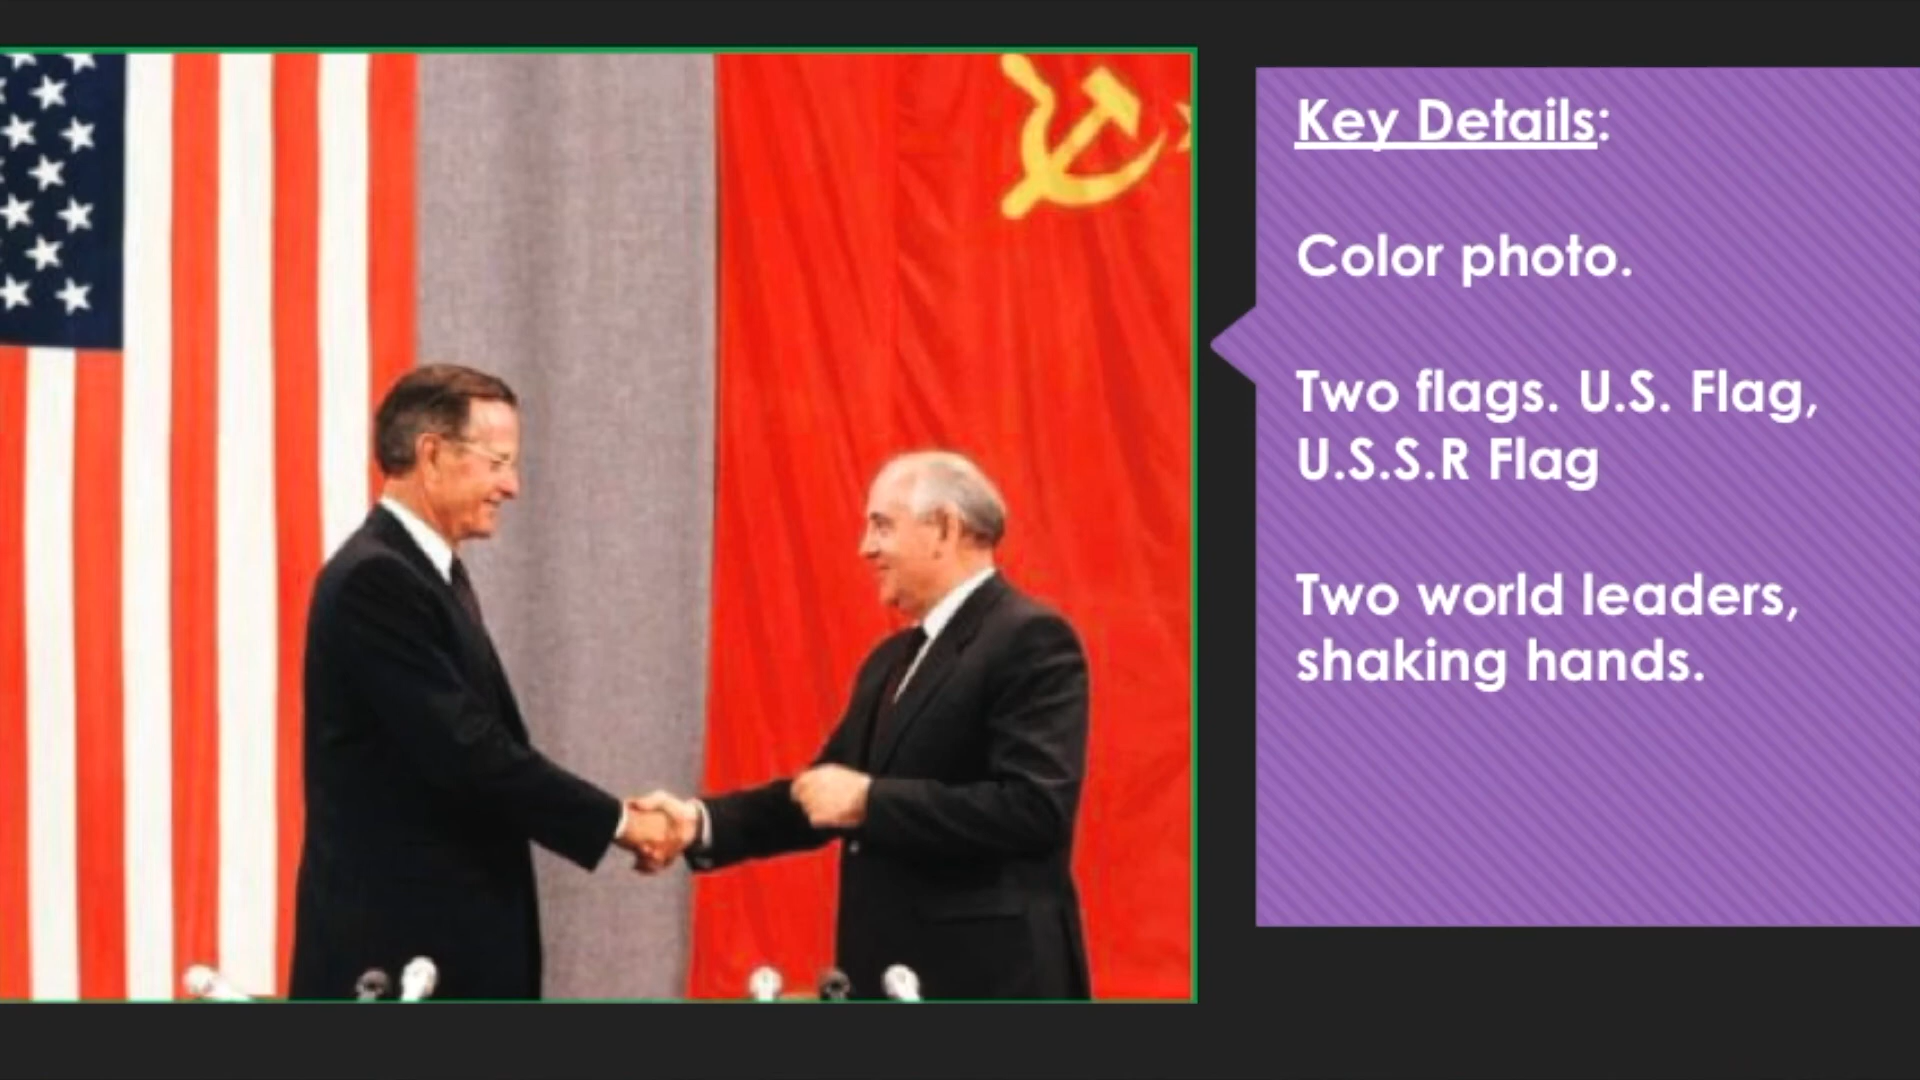 Key Details:
Color photo.
Two flags. U.S. Flag,
U.S.S.R Flag
Two world leaders,
shaking hands.